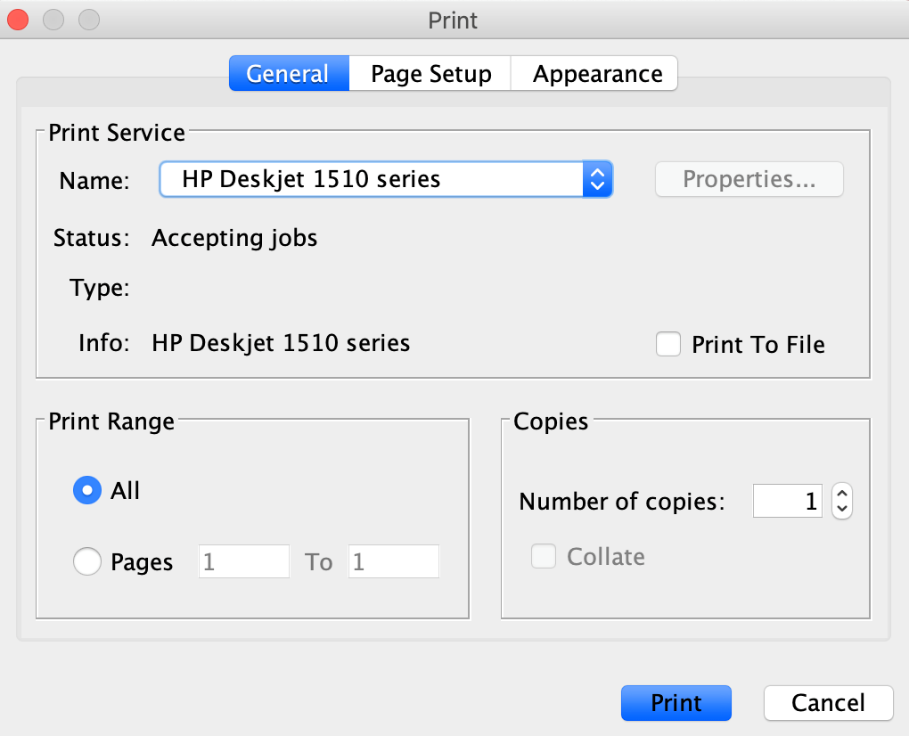 Print
General Page Setup Appearance
Print Service
Name: HP Deskjet 1510 series Properties...
Status: Accepting jobs
Type:
Info: HP Deskjet 1510 series Print To File
Print Range
All
Pages 1 To 1
Copies
Number of copies: 1
Collate
Print Cancel